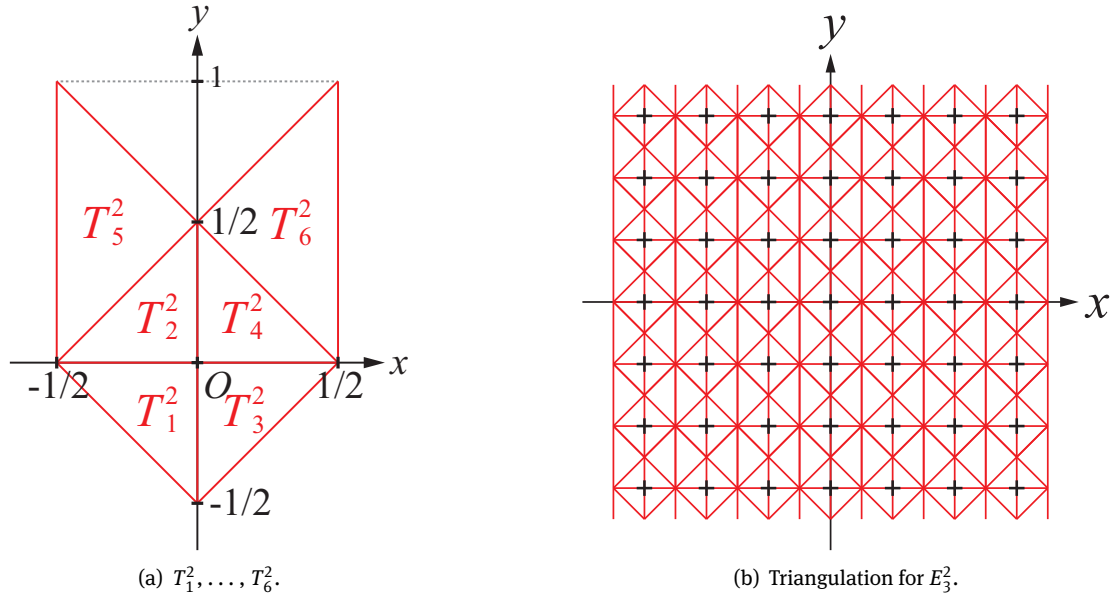 y
1
T_5^2
1/2
T_6^2
T_2^2
T_4^2
x
-1/2
O
1/2
T_1^2
T_3^2
-1/2
(a) T_1^2, . . . , T_6^2.
y
x
(b) Triangulation for E_3^2.